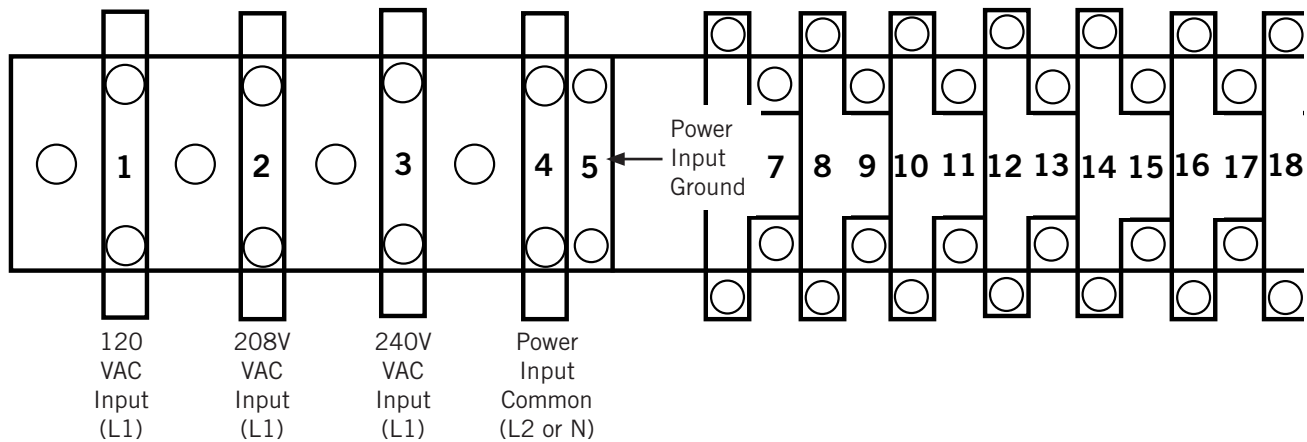 1 2 3 4 5 7 8 9 10 11 12 13 14 15 16 17 18
Power
Input
Ground
120
VAC
Input
(L1)
208V
VAC
Input
(L1)
240V
VAC
Input
(L1)
Power
Input
Common
(L2 or N)